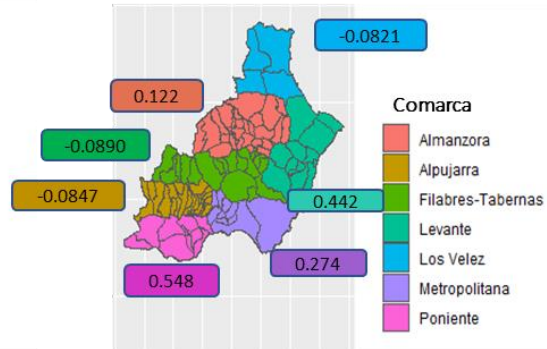 -0.0821
0.122
Comarca
Almanzora
-0.0890
Alpujarra
-0.0847
Filabres-Tabernas
0.442
Levante
Los Velez
0.274
Metropolitana
0.548
Poniente